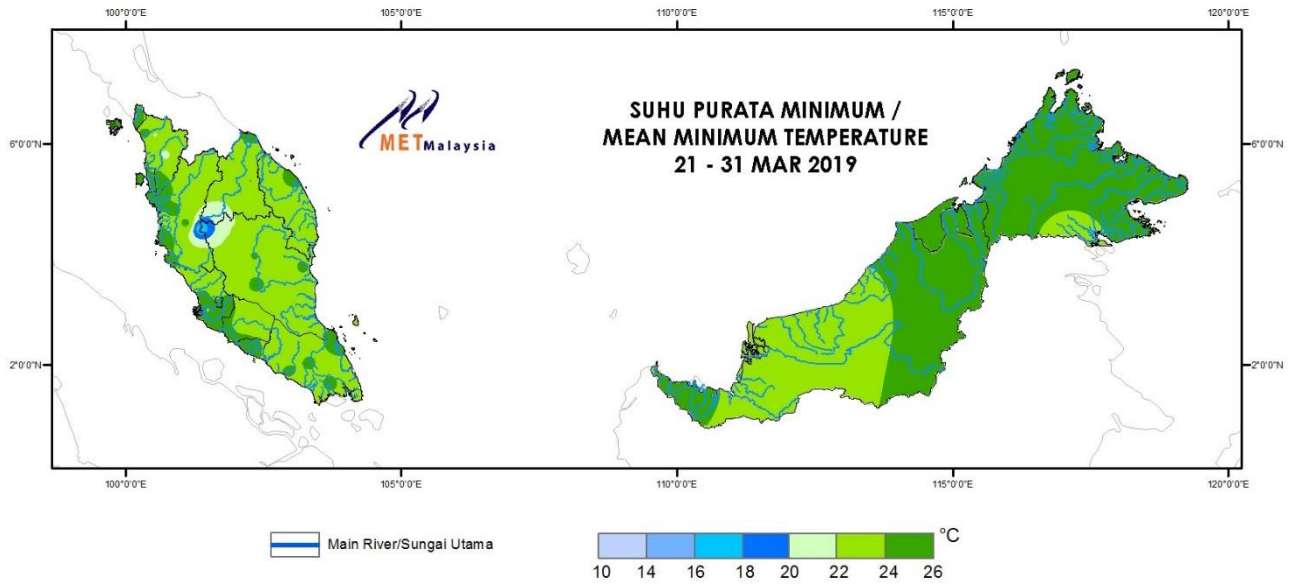 100°0'0"E 105°0'0"E 110°0'0"E 115°0'0"E 120°0'0"E
METMalaysia
SUHU PURATA MINIMUM /
MEAN MINIMUM TEMPERATURE
21 - 31 MAR 2019
6°0'0"N 6°0'0"N
2°0'0"N 2°0'0"N
100°0'0"E 105°0'0"E 110°0'0"E 115°0'0"E 120°0'0"E
Main River/Sungai Utama
°C
10 14 16 18 20 22 24 26